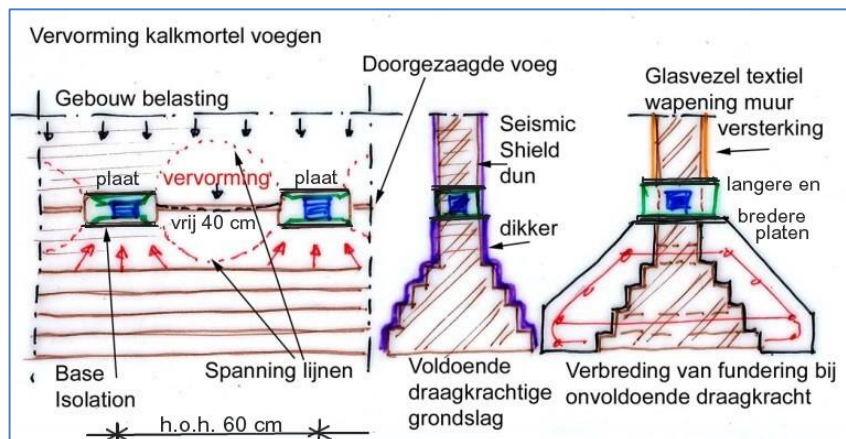 Vervorming kalkmortel voegen
Doorgezaagde voeg
Gebouw belasting
plaat
vervorming
plaat
vrij 40 cm
Base
Isolation
Spanning lijnen
h.o.h. 60 cm
Seismic
Shield
dun
dikker
Voldoende
draagkrachtige
grondslag
Glasvezel textiel
wapening muur
versterking
langere en
bredere
platen
Verbreding van fundering bij
onvoldoende draagkracht